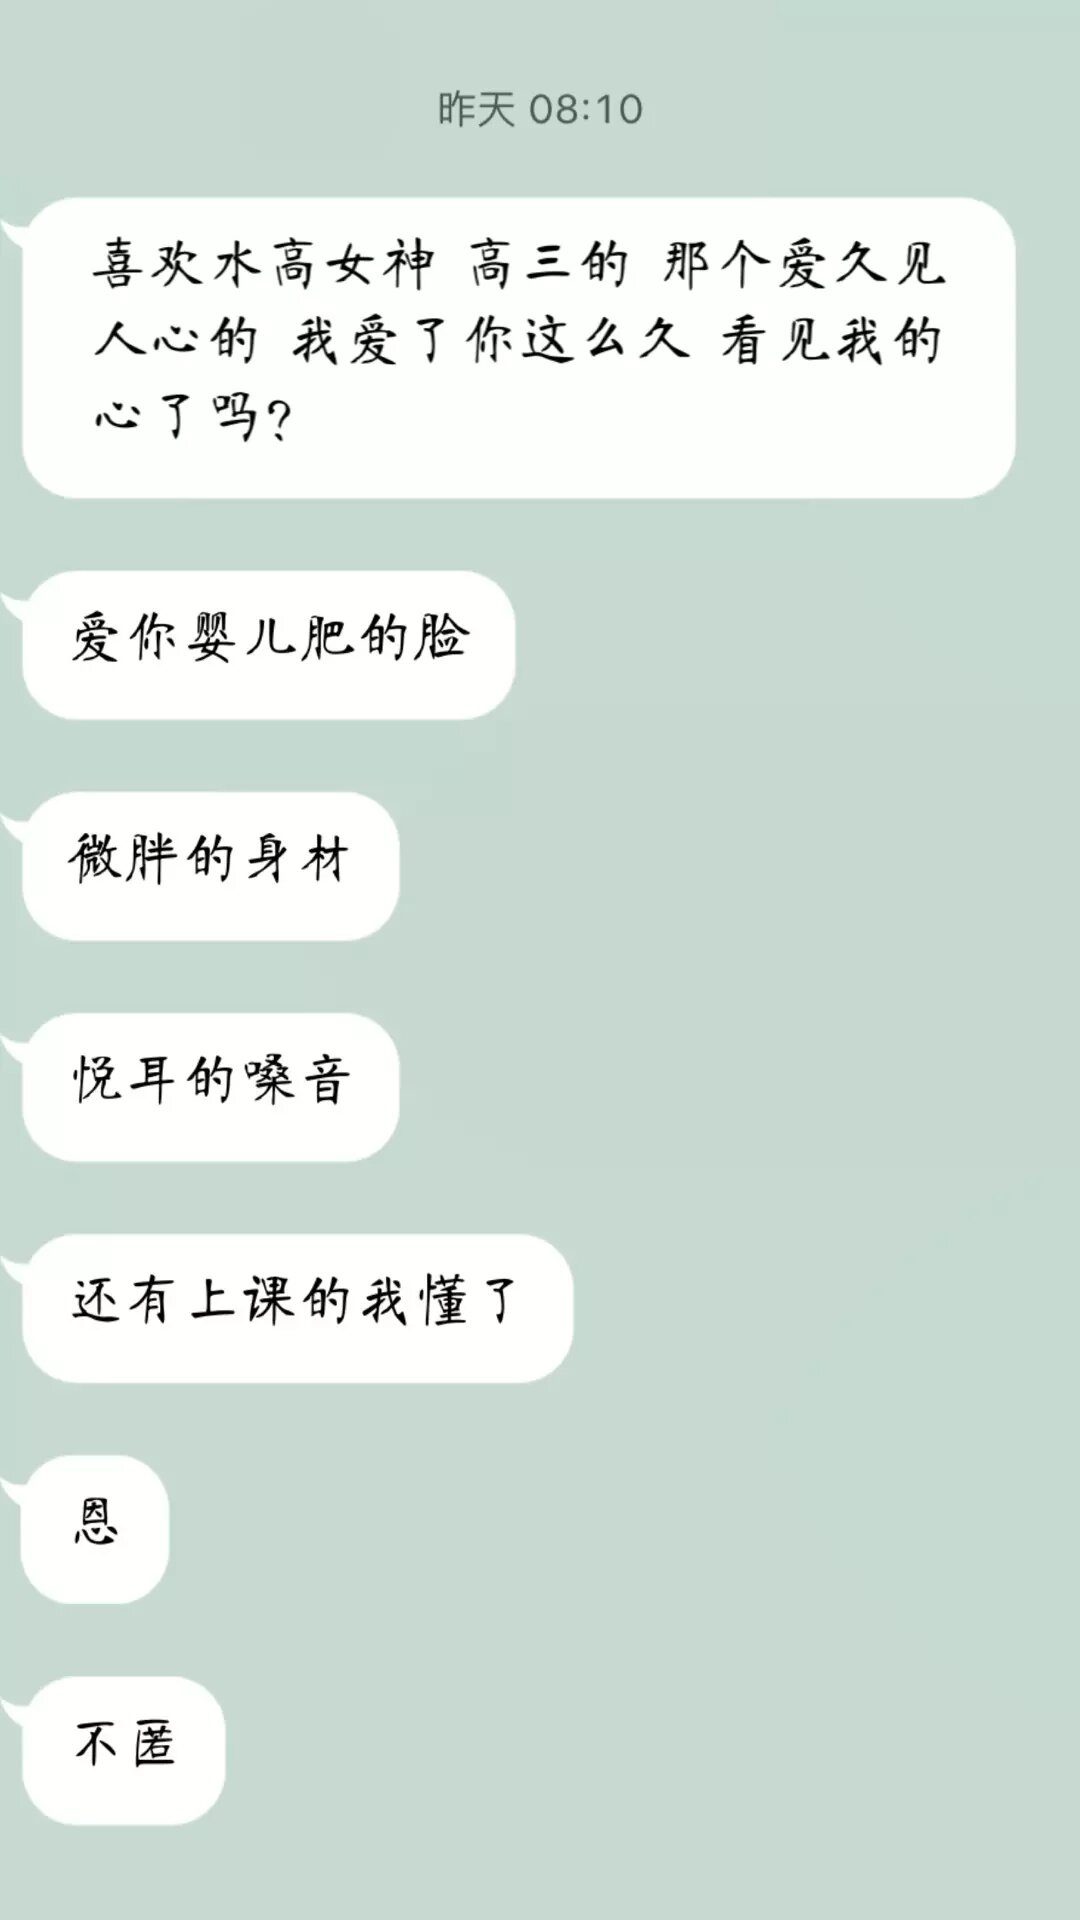 昨天 08:10
喜欢水高女神 高三的 那个爱久见
人心的 我爱了你这么久 看见我的
心了吗?
爱你婴儿肥的脸
微胖的身材
悦耳的嗓音
还有上课的我懂了
恩
不匿